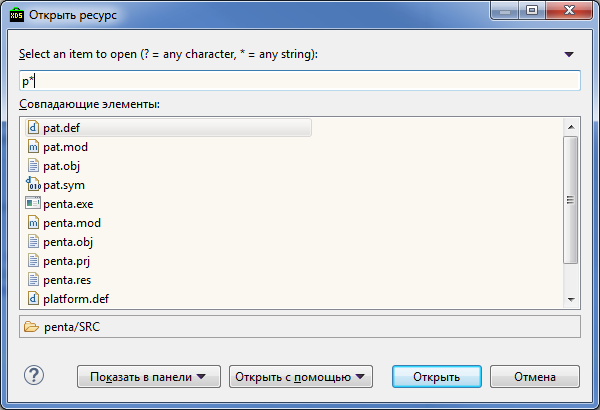 XDS Открыть ресурс
Select an item to open (? = any character, * = any string):
p*
Совпадающие элементы:
pat.def
pat.mod
pat.obj
pat.sym
penta.exe
penta.mod
penta.obj
penta.prj
penta.res
platform.def
penta/SRC
Показать в панели Открыть с помощью Открыть Отмена